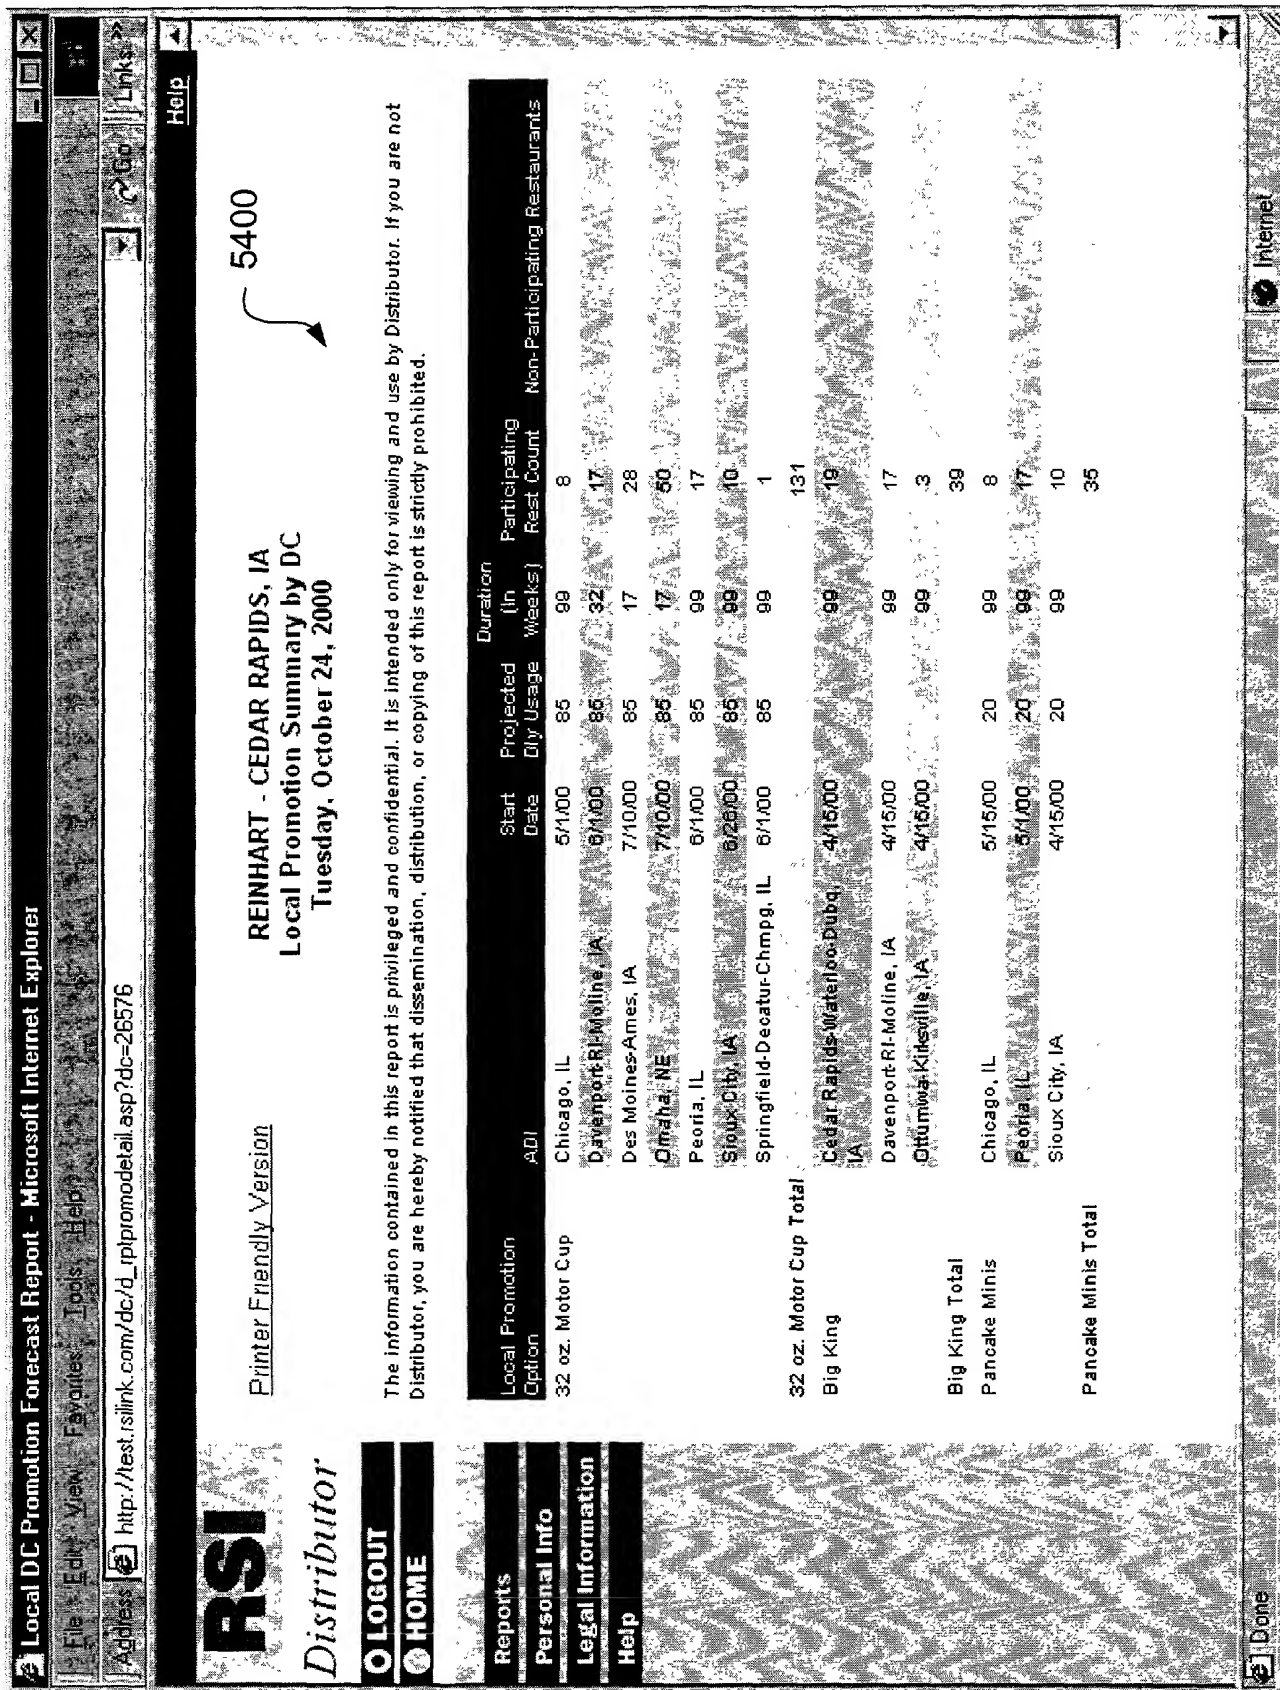 Local DC Promotion Forecast Report - Microsoft Internet Explorer
File Edit View Favorites Tools Help
Address http://test.rsilink.com/dc/d_rptpromodetail.asp?dc=26576 Go Links »
Help
RSI
Distributor
LOGOUT
HOME
Reports
Personal Info
Legal Information
Help
Printer Friendly Version
REINHART - CEDAR RAPIDS, IA
Local Promotion Summary by DC
Tuesday, October 24, 2000
5400
The information contained in this report is privileged and confidential. It is intended only for viewing and use by Distributor. If you are not
Distributor, you are hereby notified that dissemination, distribution, or copying of this report is strictly prohibited.
Local Promotion Option ADI Start Date Projected Dly Usage Duration (In Weeks) Participating Rest Count Non-Participating Restaurants
32 oz. Motor Cup Chicago, IL 5/1/00 85 99 8
Davenport-RI-Moline, IA 6/1/00 85 32 17
Des Moines-Ames, IA 7/10/00 85 17 28
Omaha, NE 7/10/00 85 17 50
Peoria, IL 6/1/00 85 99 17
Sioux City, IA 6/26/00 85 99 10
Springfield-Decatur-Chmpg, IL 6/1/00 85 99 1
32 oz. Motor Cup Total 131
Big King Cedar Rapids-Waterloo-Dubq, IA 4/15/00 99 19
Davenport-RI-Moline, IA 4/15/00 99 17
Ottumwa-Kirksville, IA 4/15/00 99 3
Big King Total 39
Pancake Minis Chicago, IL 5/15/00 20 99 8
Peoria, IL 5/1/00 20 99 17
Sioux City, IA 4/15/00 20 99 10
Pancake Minis Total 35
Done Internet